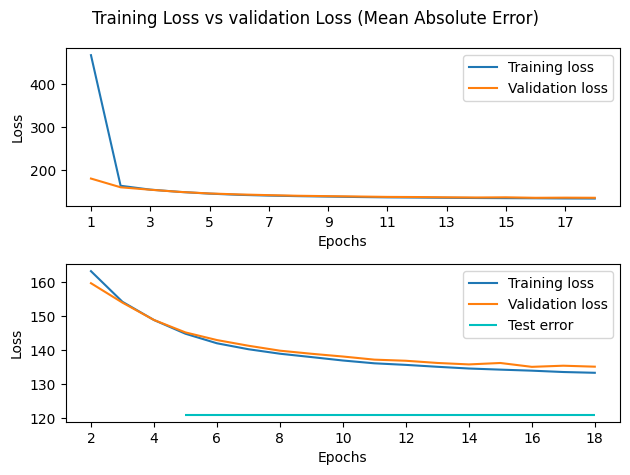 Training Loss vs validation Loss (Mean Absolute Error)
400
300
200
Loss
Training loss
Validation loss
1 3 5 7 9 11 13 15 17
Epochs
160
150
140
130
120
Loss
Training loss
Validation loss
Test error
2 4 6 8 10 12 14 16 18
Epochs